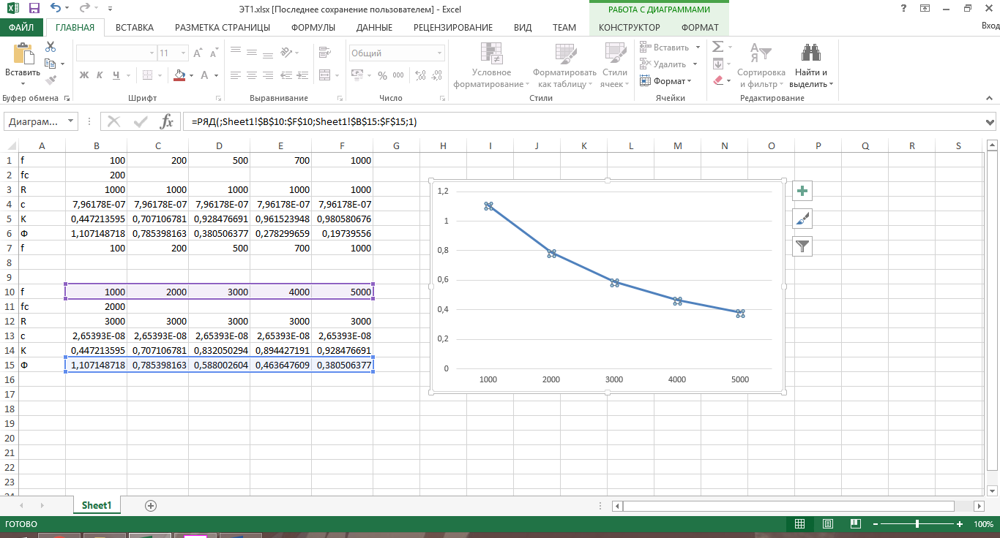 ЭТ1.xlsx [Последнее сохранение пользователем] - Excel
РАБОТА С ДИАГРАММАМИ
?
ФАЙЛ ГЛАВНАЯ ВСТАВКА РАЗМЕТКА СТРАНИЦЫ ФОРМУЛЫ ДАННЫЕ РЕЦЕНЗИРОВАНИЕ ВИД TEAM КОНСТРУКТОР ФОРМАТ Вход
Вставить
11
Ж К Ч
Общий
% 000
Условное форматирование
Форматировать как таблицу
Стили ячеек
Вставить
Удалить
Формат
Сортировка и фильтр
Найти и выделить
Буфер обмена Шрифт Выравнивание Число Стили Ячейки Редактирование
Диаграм... fx =РЯД(;Sheet1!$B$10:$F$10;Sheet1!$B$15:$F$15;1)
A B C D E F G H I J K L M N O P Q R S
1 f 100 200 500 700 1000
2 fc 200
3 R 1000 1000 1000 1000 1000
4 c 7,96178E-07 7,96178E-07 7,96178E-07 7,96178E-07 7,96178E-07
5 K 0,447213595 0,707106781 0,928476691 0,961523948 0,980580676
6 Ф 1,107148718 0,785398163 0,380506377 0,278299659 0,19739556
7 f 100 200 500 700 1000
8
9
10 f 1000 2000 3000 4000 5000
11 fc 2000
12 R 3000 3000 3000 3000 3000
13 c 2,65393E-08 2,65393E-08 2,65393E-08 2,65393E-08 2,65393E-08
14 K 0,447213595 0,707106781 0,832050294 0,894427191 0,928476691
15 Ф 1,107148718 0,785398163 0,588002604 0,463647609 0,380506377
16
17
18
19
20
21
22
23
1,2
1
0,8
0,6
0,4
0,2
0
1000 2000 3000 4000 5000
Sheet1
ГОТОВО 100%